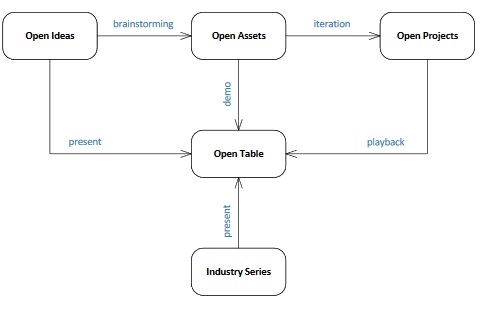 brainstorming
iteration
Open Ideas
Open Assets
Open Projects
demo
present
playback
Open Table
present
Industry Series